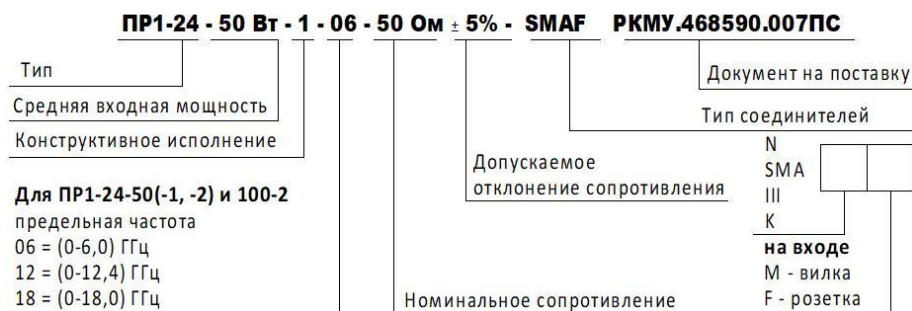 ПР1-24 - 50 Вт - 1 - 06 - 50 Ом ± 5% - SMAF РКМУ.468590.007ПС
Тип
Документ на поставку
Средняя входная мощность
Тип соединителей
Конструктивное исполнение
N
SMA
III
K
на входе
M - вилка
F - розетка
Допускаемое
отклонение сопротивления
Для ПР1-24-50(-1, -2) и 100-2
предельная частота
06 = (0-6,0) ГГц
12 = (0-12,4) ГГц
18 = (0-18,0) ГГц
Номинальное сопротивление